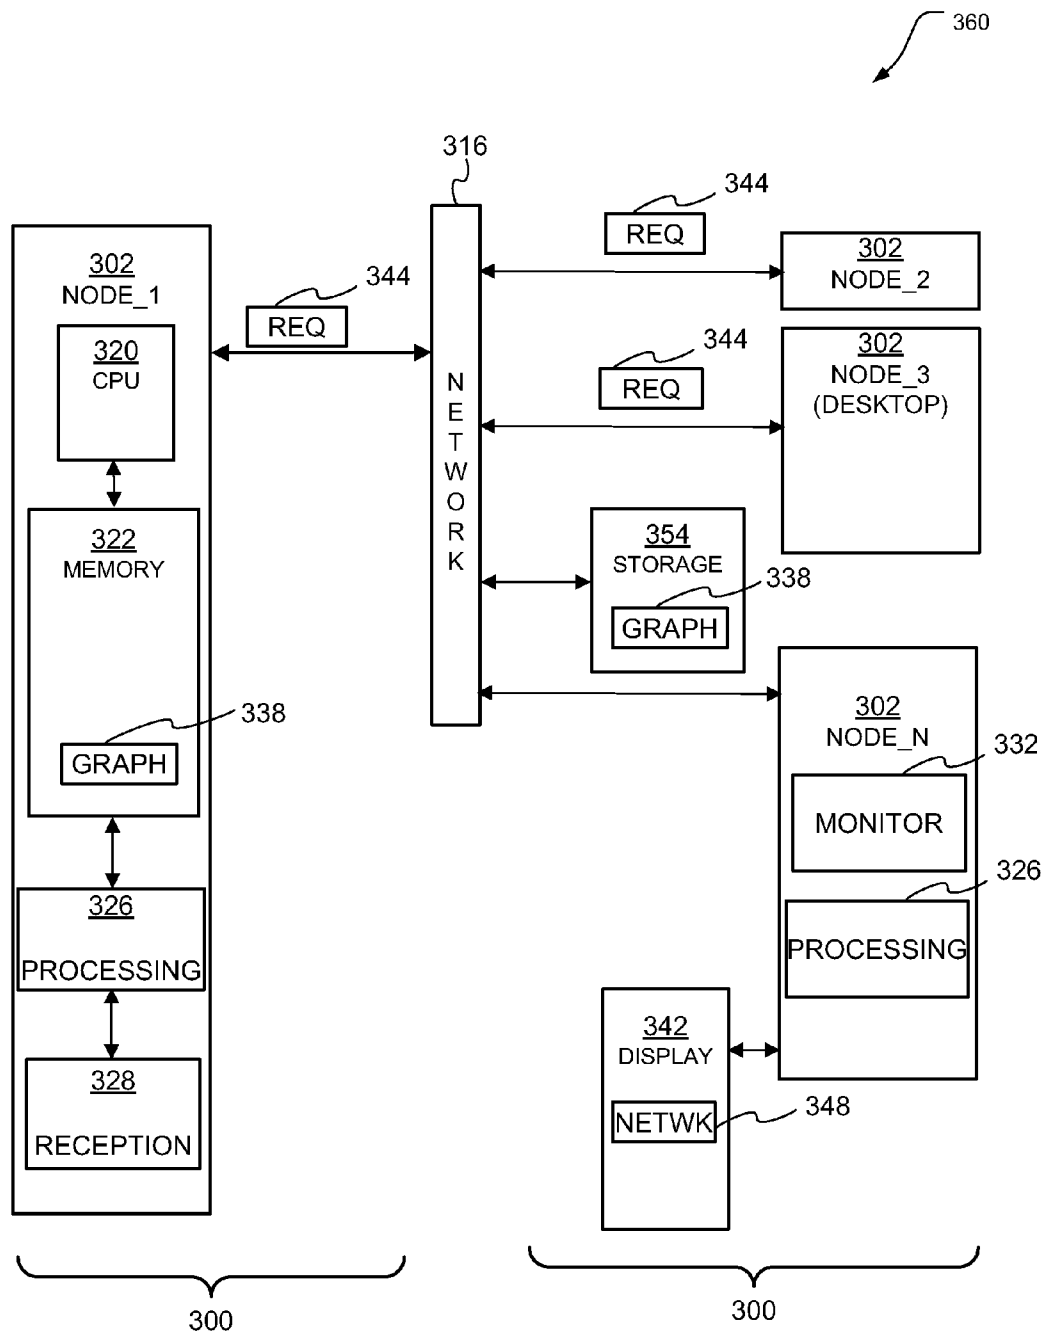 360
316
344
REQ
302
NODE_2
302
NODE_1
344
REQ
344
REQ
302
NODE_3
(DESKTOP)
320
CPU
NETWORK
322
MEMORY
354
STORAGE
338
GRAPH
338
GRAPH
302
NODE_N
332
MONITOR
326
PROCESSING
326
PROCESSING
342
DISPLAY
328
RECEPTION
NETWK
348
300
300